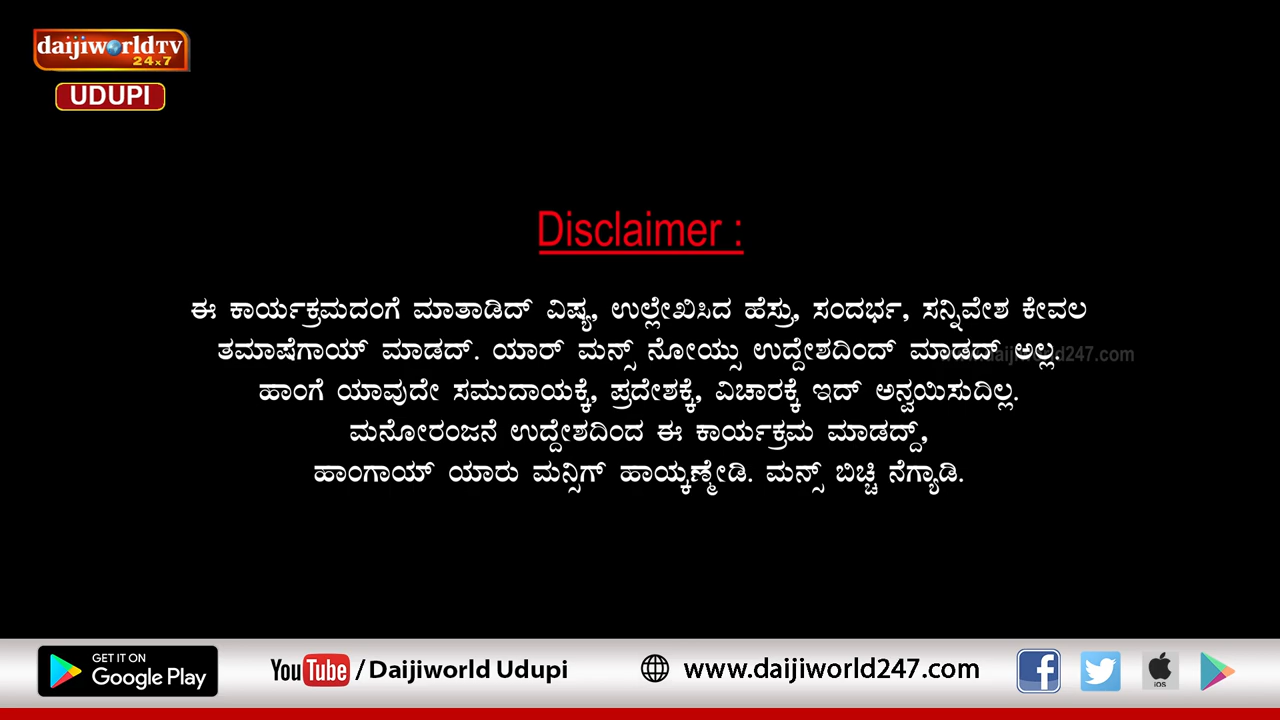 daijiworldTV
24x7
UDUPI
Disclaimer :
ಈ ಕಾರ್ಯಕ್ರಮದಂಗೆ ಮಾತಾಡಿದ್ ವಿಷ್ಯ, ಉಲ್ಲೇಖಿಸಿದ ಹೆಸ್ರು, ಸಂದರ್ಭ, ಸನ್ನಿವೇಶ ಕೇವಲ
ತಮಾಷೆಗಾಯ್ ಮಾಡದ್. ಯಾರ್ ಮನ್ಸ್ ನೋಯ್ಸು ಉದ್ದೇಶದಿಂದ್ ಮಾಡದ್ ಅಲ್ಲ.
ಹಾಂಗೆ ಯಾವುದೇ ಸಮುದಾಯಕ್ಕೆ, ಪ್ರದೇಶಕ್ಕೆ, ವಿಚಾರಕ್ಕೆ ಇದ್ ಅನ್ವಯಿಸುದಿಲ್ಲ.
ಮನೋರಂಜನೆ ಉದ್ದೇಶದಿಂದ ಈ ಕಾರ್ಯಕ್ರಮ ಮಾಡದ್ದ್,
ಹಾಂಗಾಯ್ ಯಾರು ಮನ್ಸಿಗ್ ಹಾಯ್ಕಣ್ಮೇಡಿ. ಮನ್ಸ್ ಬಿಚ್ಚಿ ನೆಗ್ಯಾಡಿ.
GET IT ON
Google Play
YouTube /Daijiworld Udupi
www.daijiworld247.com
iOS